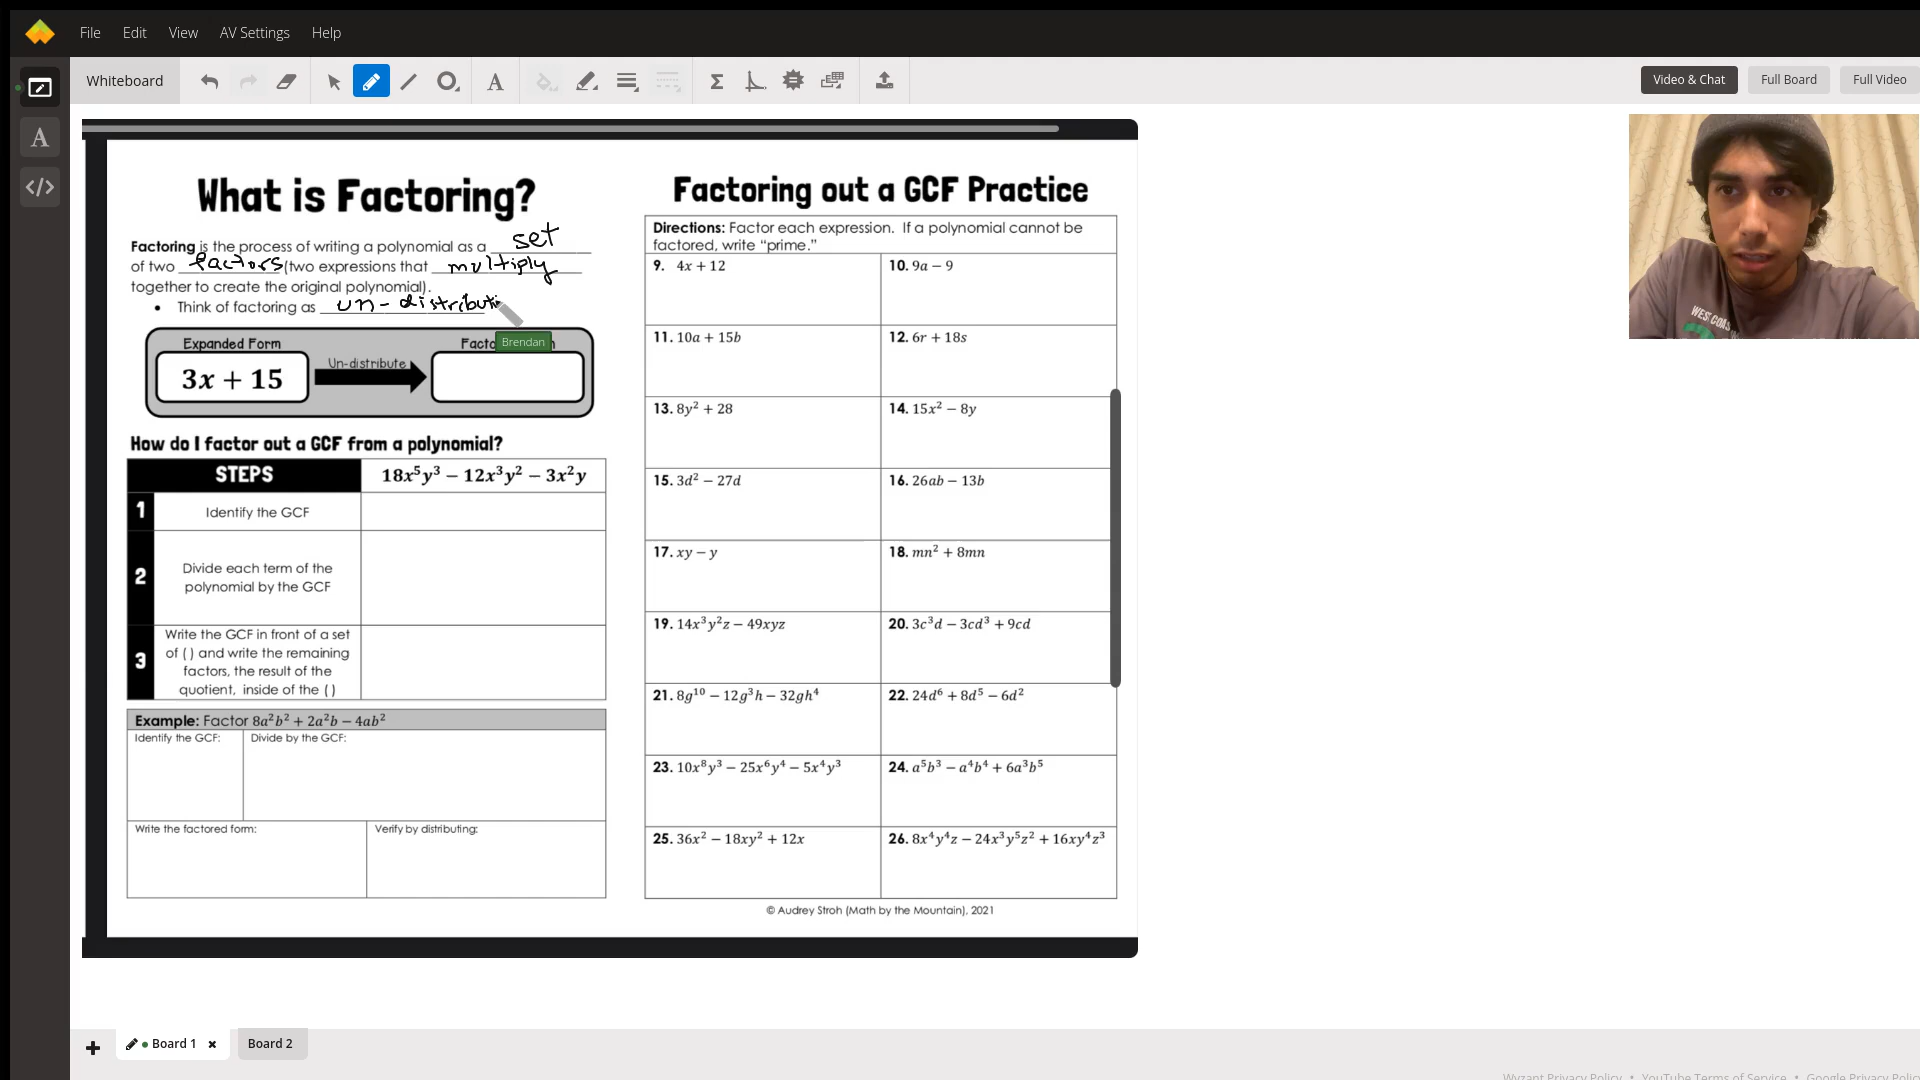 File Edit View AV Settings Help
Whiteboard A Σ Video & Chat Full Board Full Video
A
</>
What is Factoring?
Factoring is the process of writing a polynomial as a set
of two factors (two expressions that multiply
together to create the original polynomial).
• Think of factoring as un-distributi
Brendan
Expanded Form
Un-distribute
3x + 15
How do I factor out a GCF from a polynomial?
STEPS 18x⁵y³ − 12x³y² − 3x²y
1 Identify the GCF
2 Divide each term of the
polynomial by the GCF
3 Write the GCF in front of a set
of ( ) and write the remaining
factors, the result of the
quotient, inside of the ( )
Example: Factor 8a²b² + 2a²b − 4ab²
Identify the GCF: Divide by the GCF:
Write the factored form: Verify by distributing:
Factoring out a GCF Practice
Directions: Factor each expression. If a polynomial cannot be
factored, write “prime.”
9. 4x + 12 10. 9a − 9
11. 10a + 15b 12. 6r + 18s
13. 8y² + 28 14. 15x² − 8y
15. 3d² − 27d 16. 26ab − 13b
17. xy − y 18. mn² + 8mn
19. 14x³y²z − 49xyz 20. 3c³d − 3cd³ + 9cd
21. 8g¹⁰ − 12g³h − 32gh⁴ 22. 24d⁶ + 8d⁵ − 6d²
23. 10x⁸y³ − 25x⁶y⁴ − 5x⁴y³ 24. a⁵b³ − a⁴b⁴ + 6a³b⁵
25. 36x² − 18xy² + 12x 26. 8x⁴y⁴z − 24x³y⁵z² + 16xy⁴z³
© Audrey Stroh (Math by the Mountain), 2021
WEST
+ Board 1 × Board 2
Wyzant Privacy Policy • YouTube Terms of Service • Google Privacy